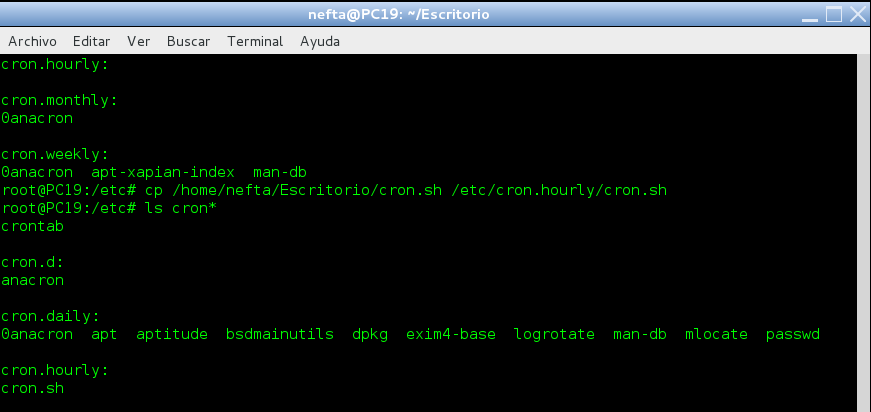 nefta@PC19: ~/Escritorio
Archivo Editar Ver Buscar Terminal Ayuda
cron.hourly:
cron.monthly:
0anacron
cron.weekly:
0anacron apt-xapian-index man-db
root@PC19:/etc# cp /home/nefta/Escritorio/cron.sh /etc/cron.hourly/cron.sh
root@PC19:/etc# ls cron*
crontab
cron.d:
anacron
cron.daily:
0anacron apt aptitude bsdmainutils dpkg exim4-base logrotate man-db mlocate passwd
cron.hourly:
cron.sh